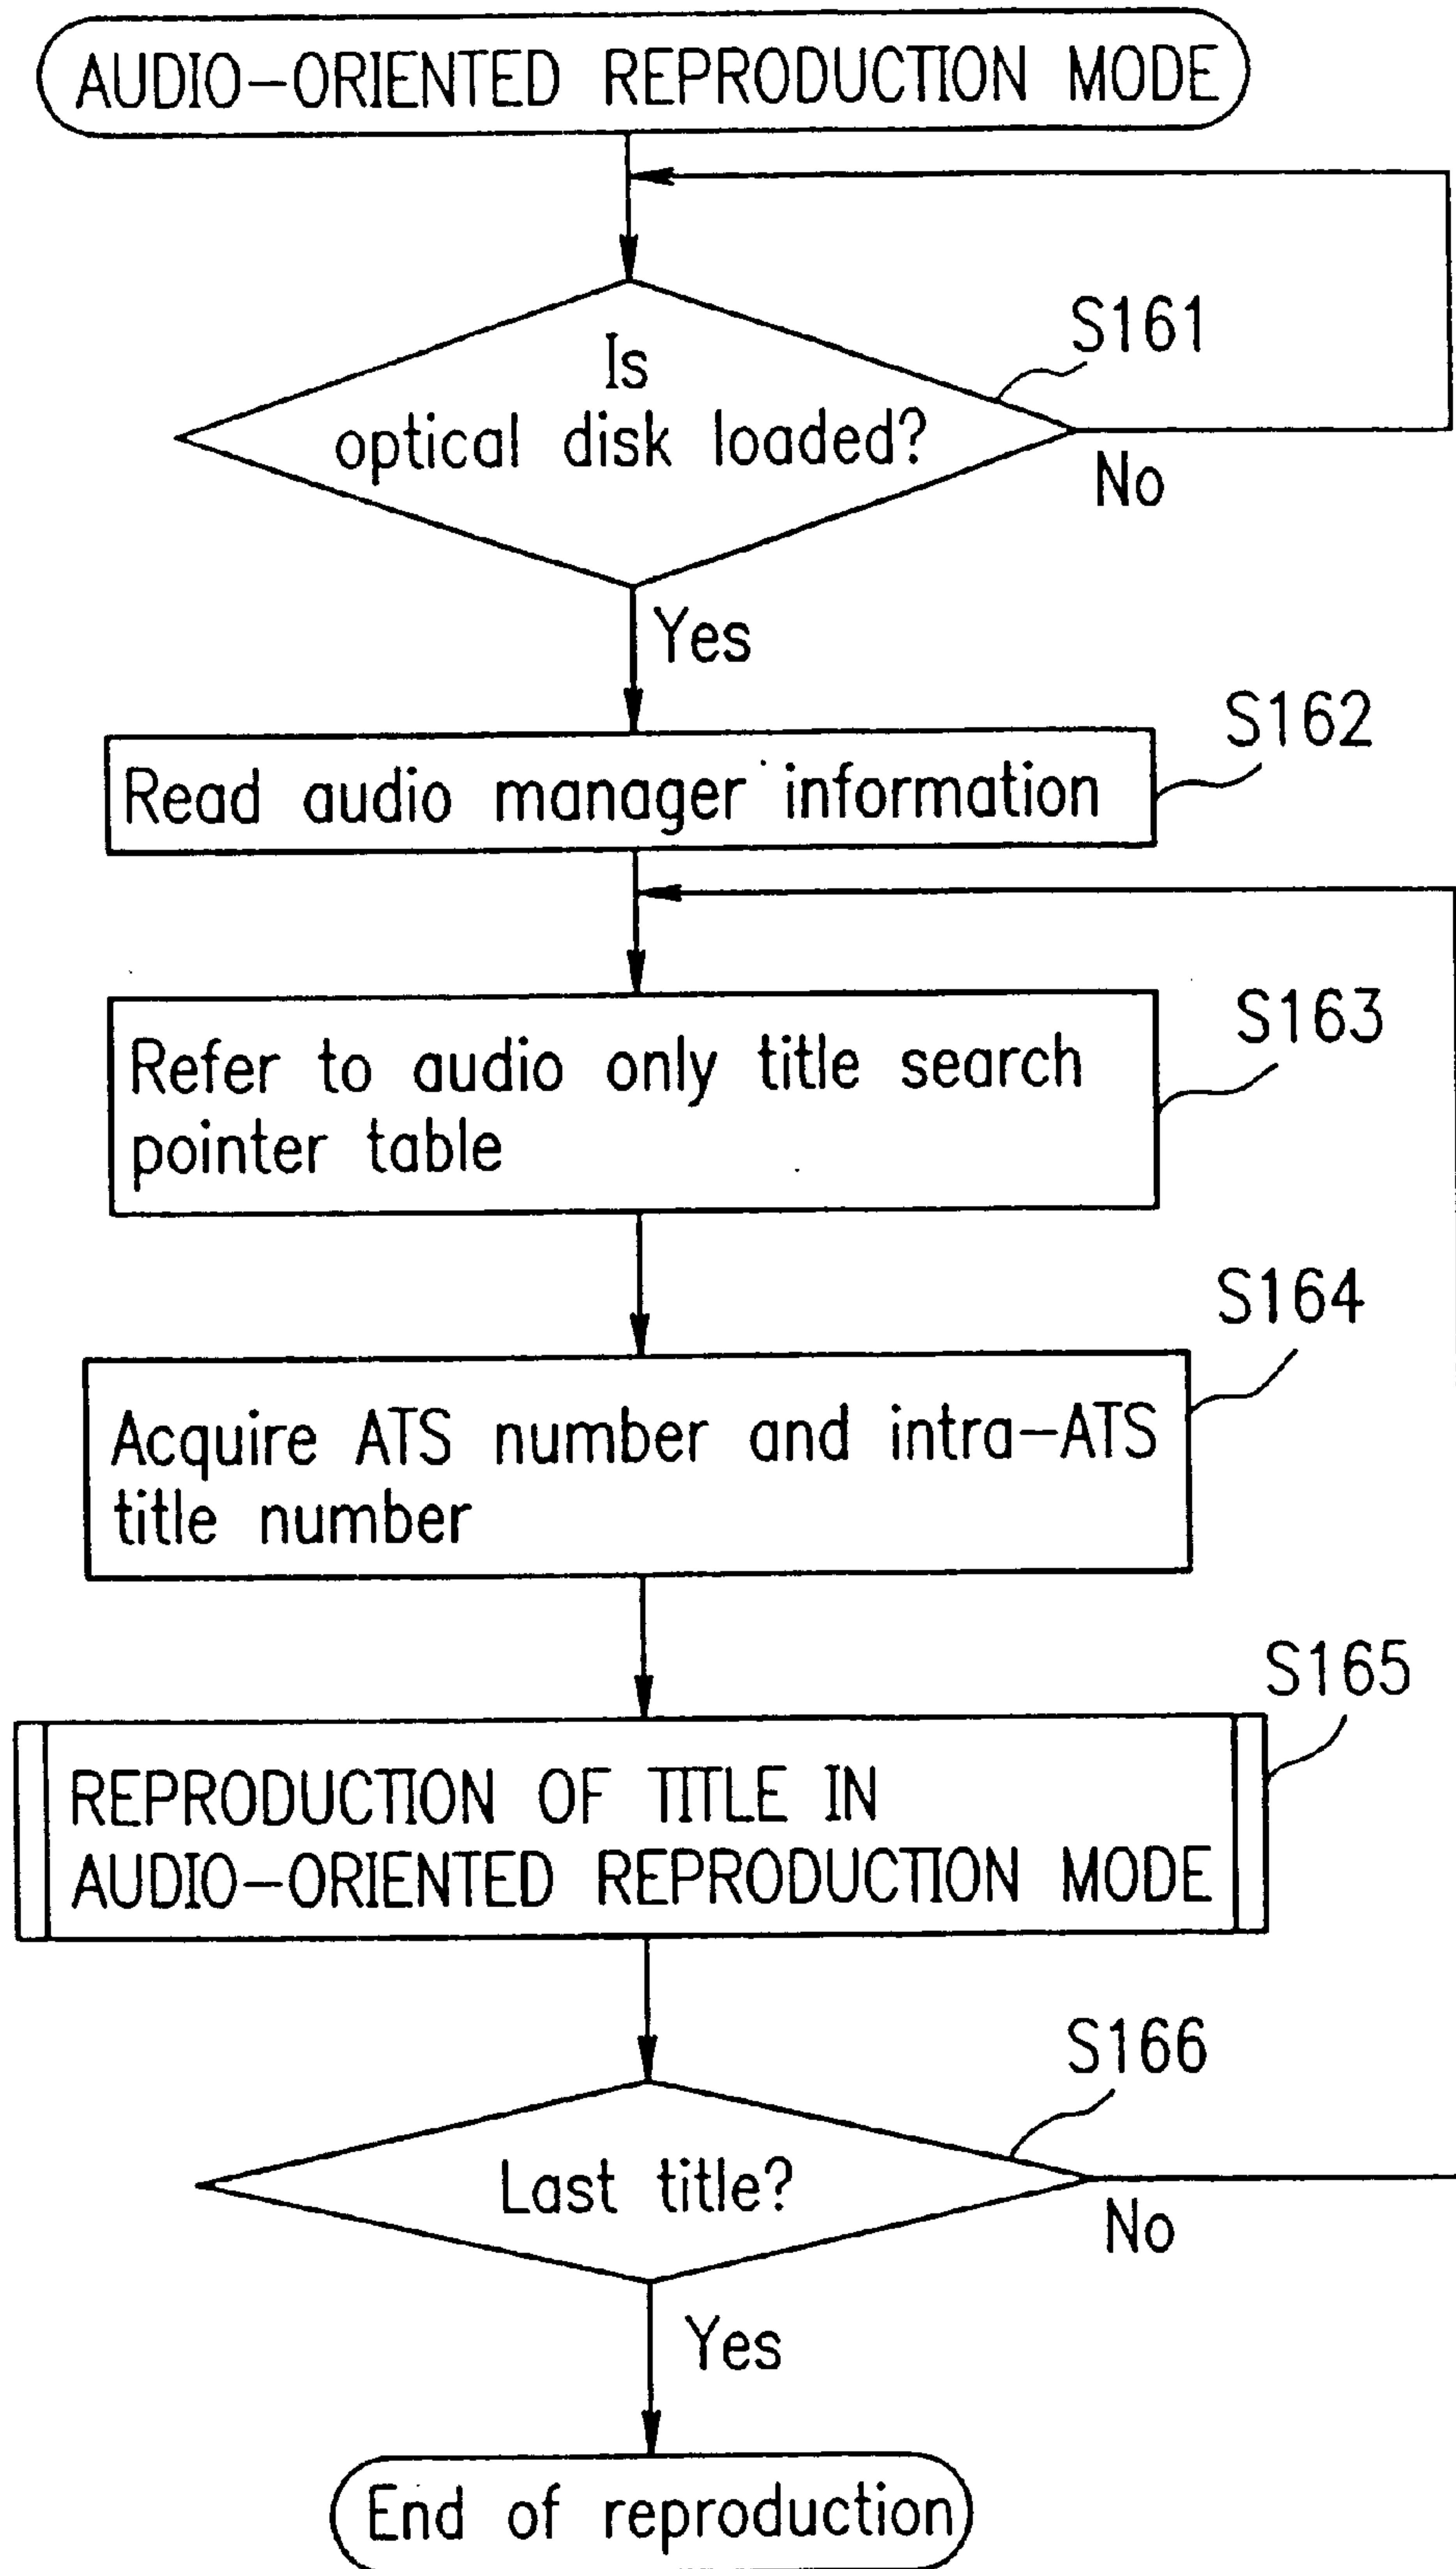 AUDIO-ORIENTED REPRODUCTION MODE
S161
Is
optical disk loaded?
No
Yes
S162
Read audio manager information
S163
Refer to audio only title search
pointer table
S164
Acquire ATS number and intra-ATS
title number
S165
REPRODUCTION OF TITLE IN
AUDIO-ORIENTED REPRODUCTION MODE
S166
Last title?
No
Yes
End of reproduction